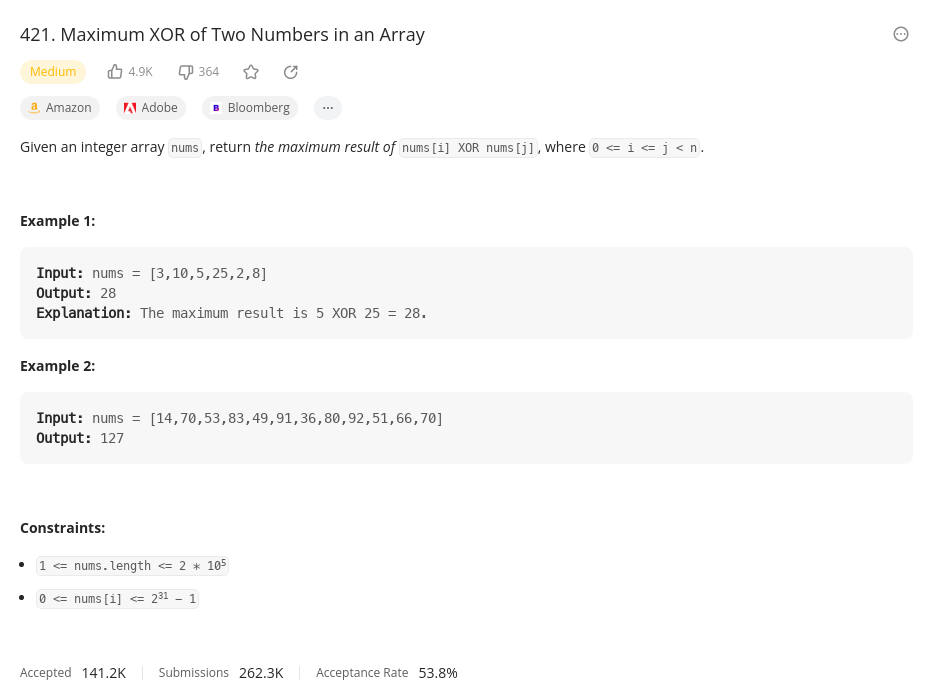 421. Maximum XOR of Two Numbers in an Array
Medium 4.9K 364
Amazon Adobe Bloomberg ...
Given an integer array nums, return the maximum result of nums[i] XOR nums[j], where 0 <= i <= j < n.
Example 1:
Input: nums = [3,10,5,25,2,8]
Output: 28
Explanation: The maximum result is 5 XOR 25 = 28.
Example 2:
Input: nums = [14,70,53,83,49,91,36,80,92,51,66,70]
Output: 127
Constraints:
• 1 <= nums.length <= 2 * 10⁵
• 0 <= nums[i] <= 2³¹ − 1
Accepted 141.2K Submissions 262.3K Acceptance Rate 53.8%